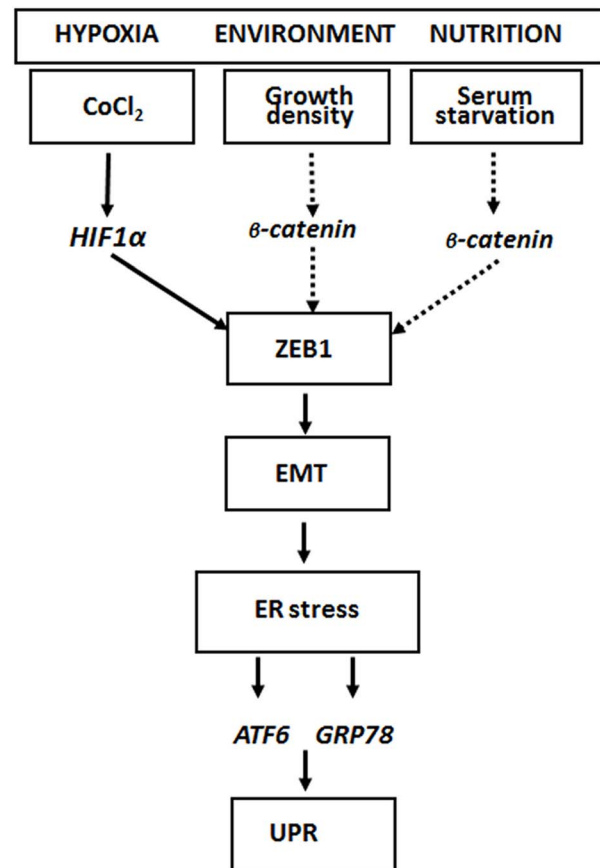 HYPOXIA ENVIRONMENT NUTRITION
CoCl₂
Growth
density
Serum
starvation
HIF1α
β-catenin
β-catenin
ZEB1
EMT
ER stress
ATF6 GRP78
UPR